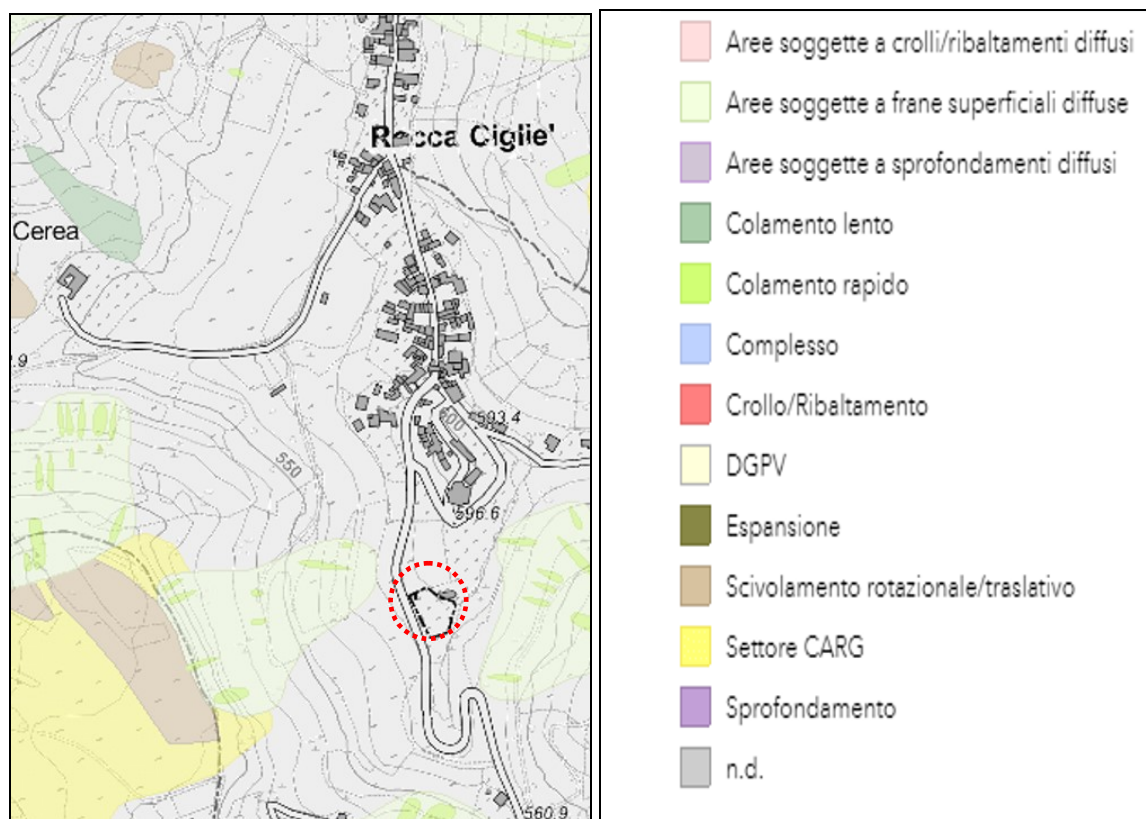 Rocca Ciglie'
Cerea
.9
550
600
593.4
596.6
560.9
Aree soggette a crolli/ribaltamenti diffusi
Aree soggette a frane superficiali diffuse
Aree soggette a sprofondamenti diffusi
Colamento lento
Colamento rapido
Complesso
Crollo/Ribaltamento
DGPV
Espansione
Scivolamento rotazionale/traslativo
Settore CARG
Sprofondamento
n.d.